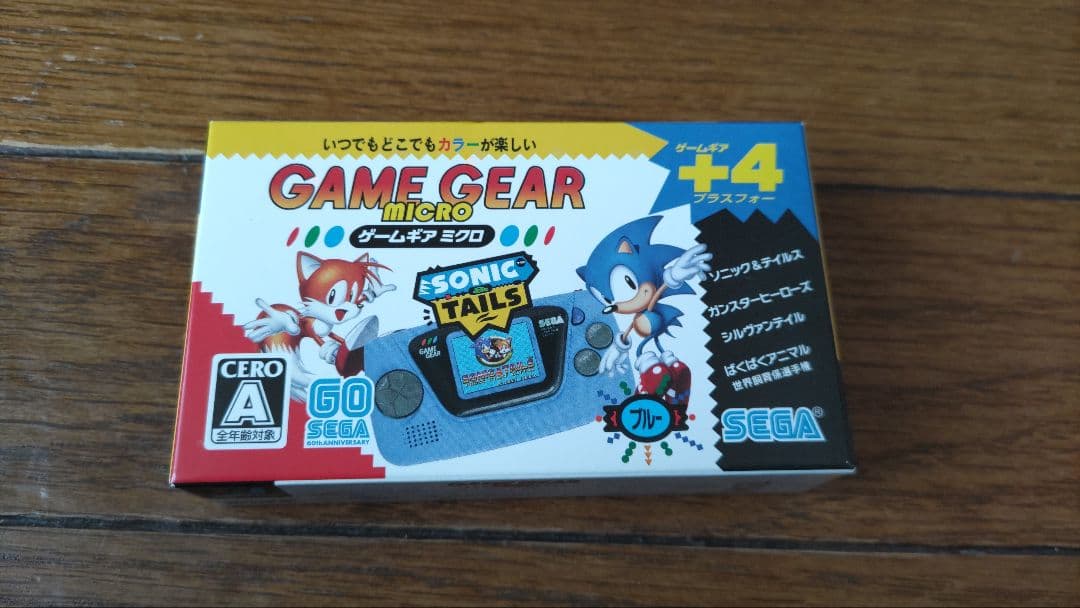 いつでもどこでもカラーが楽しい
GAME GEAR
MICRO
ゲームギア ミクロ
ゲームギア
+4
プラスフォー
SONIC
&
TAILS
ソニック&テイルス
ガンスターヒーローズ
シルヴァンテイル
ばくばくアニマル
世界飼育係選手権
GAME
GEAR
SEGA
CERO
A
全年齢対象
GO
SEGA
60th ANNIVERSARY
ブルー
SEGA®